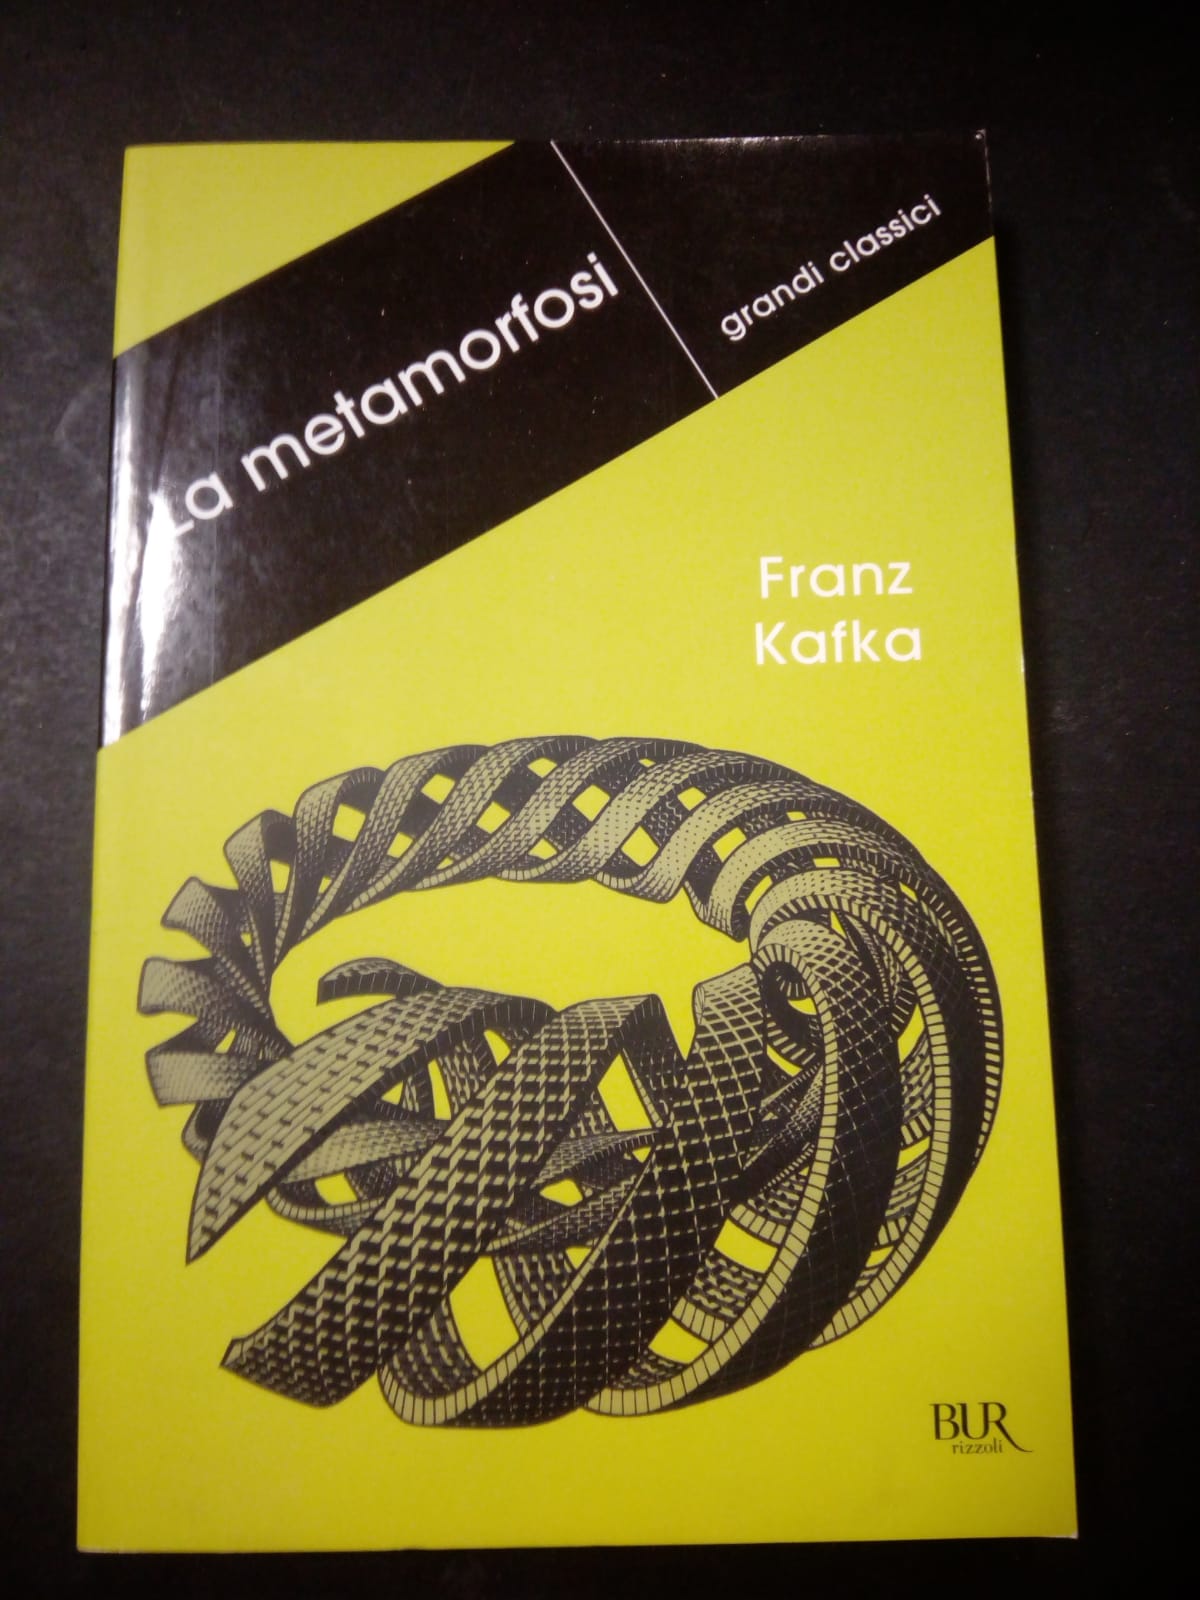 La metamorfosi
grandi classici
Franz
Kafka
BUR
rizzoli